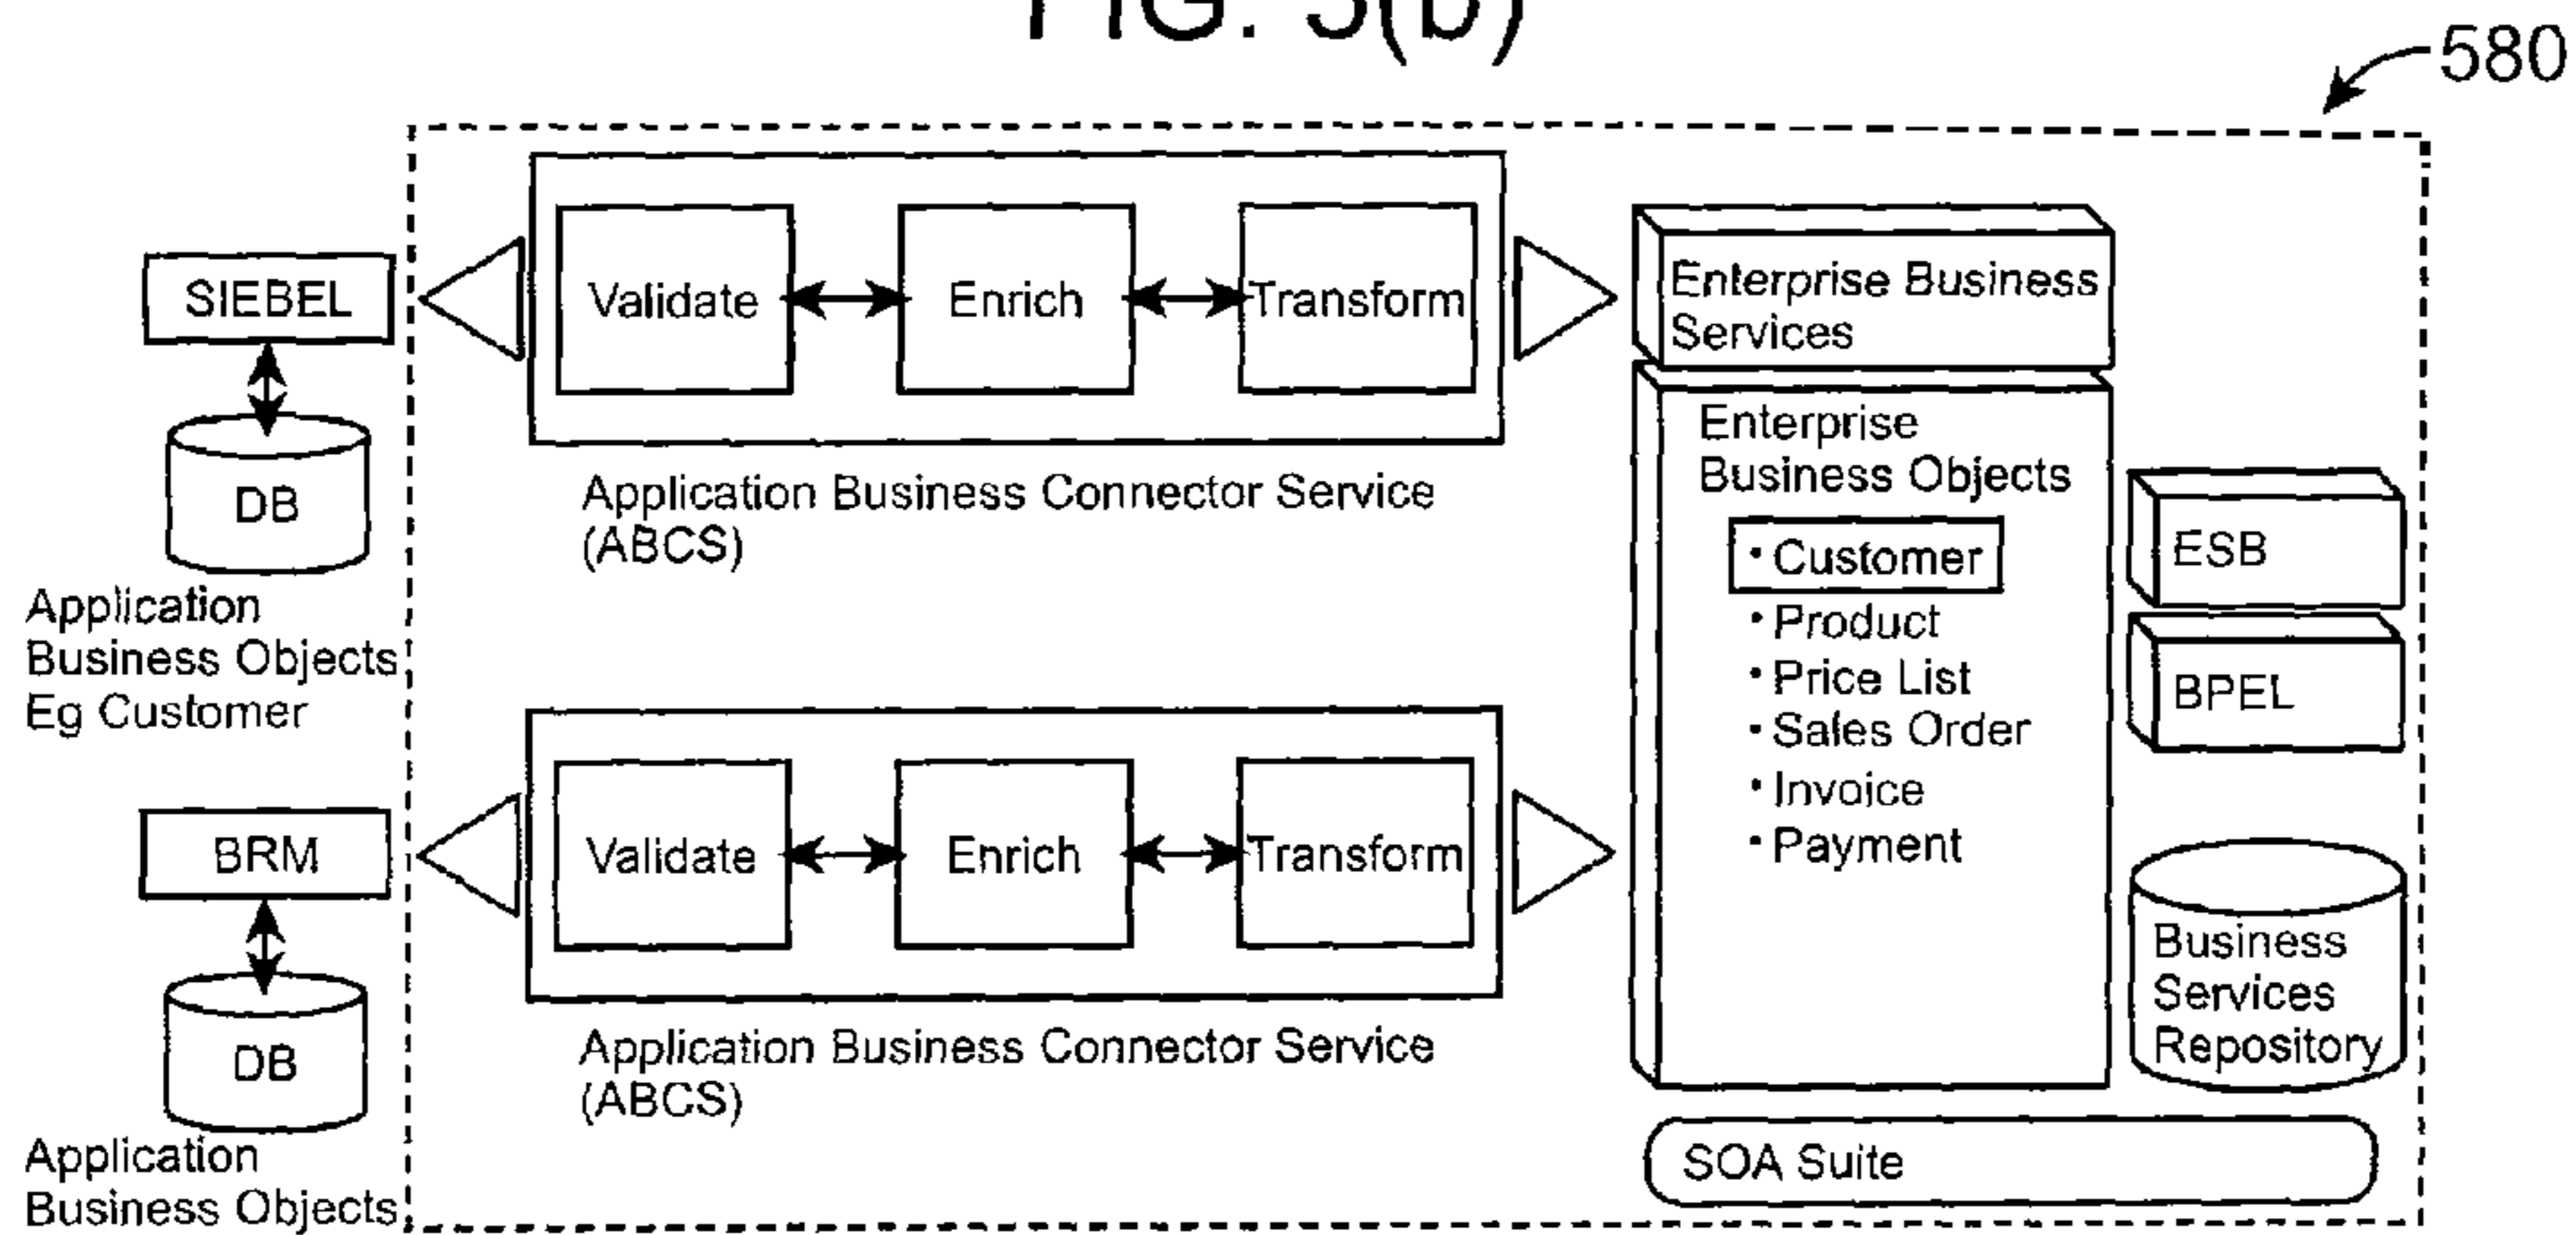 FIG. 5(b)
580
SIEBEL
DB
Application
Business Objects
Eg Customer
Validate
Enrich
Transform
Application Business Connector Service
(ABCS)
BRM
DB
Application
Business Objects
Validate
Enrich
Transform
Application Business Connector Service
(ABCS)
Enterprise Business
Services
Enterprise
Business Objects
• Customer
• Product
• Price List
• Sales Order
• Invoice
• Payment
ESB
BPEL
Business
Services
Repository
SOA Suite